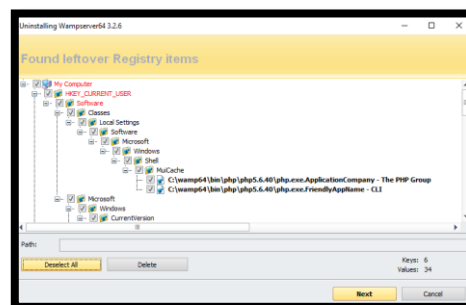 Uninstalling Wampserver64 3.2.6
Found leftover Registry items
My Computer
HKEY_CURRENT_USER
Software
Classes
Local Settings
Software
Microsoft
Windows
Shell
MuiCache
C:\wamp64\bin\php\php5.6.40\php.exe.ApplicationCompany - The PHP Group
C:\wamp64\bin\php\php5.6.40\php.exe.FriendlyAppName - CLI
Microsoft
Windows
CurrentVersion
Path:
Deselect All
Delete
Keys: 6
Values: 34
Next
Cancel